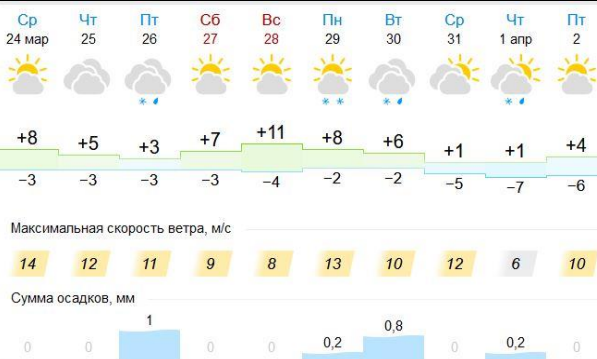 Ср Чт Пт Сб Вс Пн Вт Ср Чт Пт
24 мар 25 26 27 28 29 30 31 1 апр 2
+8 +5 +3 +7 +11 +8 +6 +1 +1 +4
−3 −3 −3 −3 −4 −2 −2 −5 −7 −6
Максимальная скорость ветра, м/с
14 12 11 9 8 13 10 12 6 10
Сумма осадков, мм
0 0 1 0 0 0,2 0,8 0 0,2 0